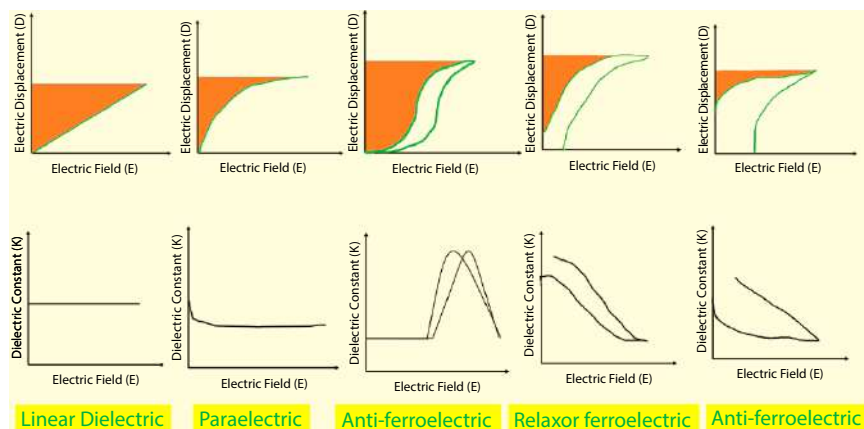 Electric Displacement (D)
Electric Field (E)
Electric Displacement (D)
Electric Field (E)
Electric Displacement (D)
Electric Field (E)
Electric Displacement (D)
Electric Field (E)
Electric Displacement (D)
Electric Field (E)
Dielectric Constant (K)
Electric Field (E)
Dielectric Constant (K)
Electric Field (E)
Dielectric Constant (K)
Electric Field (E)
Dielectric Constant (K)
Electric Field (E)
Dielectric Constant (K)
Electric Field (E)
Linear Dielectric
Paraelectric
Anti-ferroelectric
Relaxor ferroelectric
Anti-ferroelectric